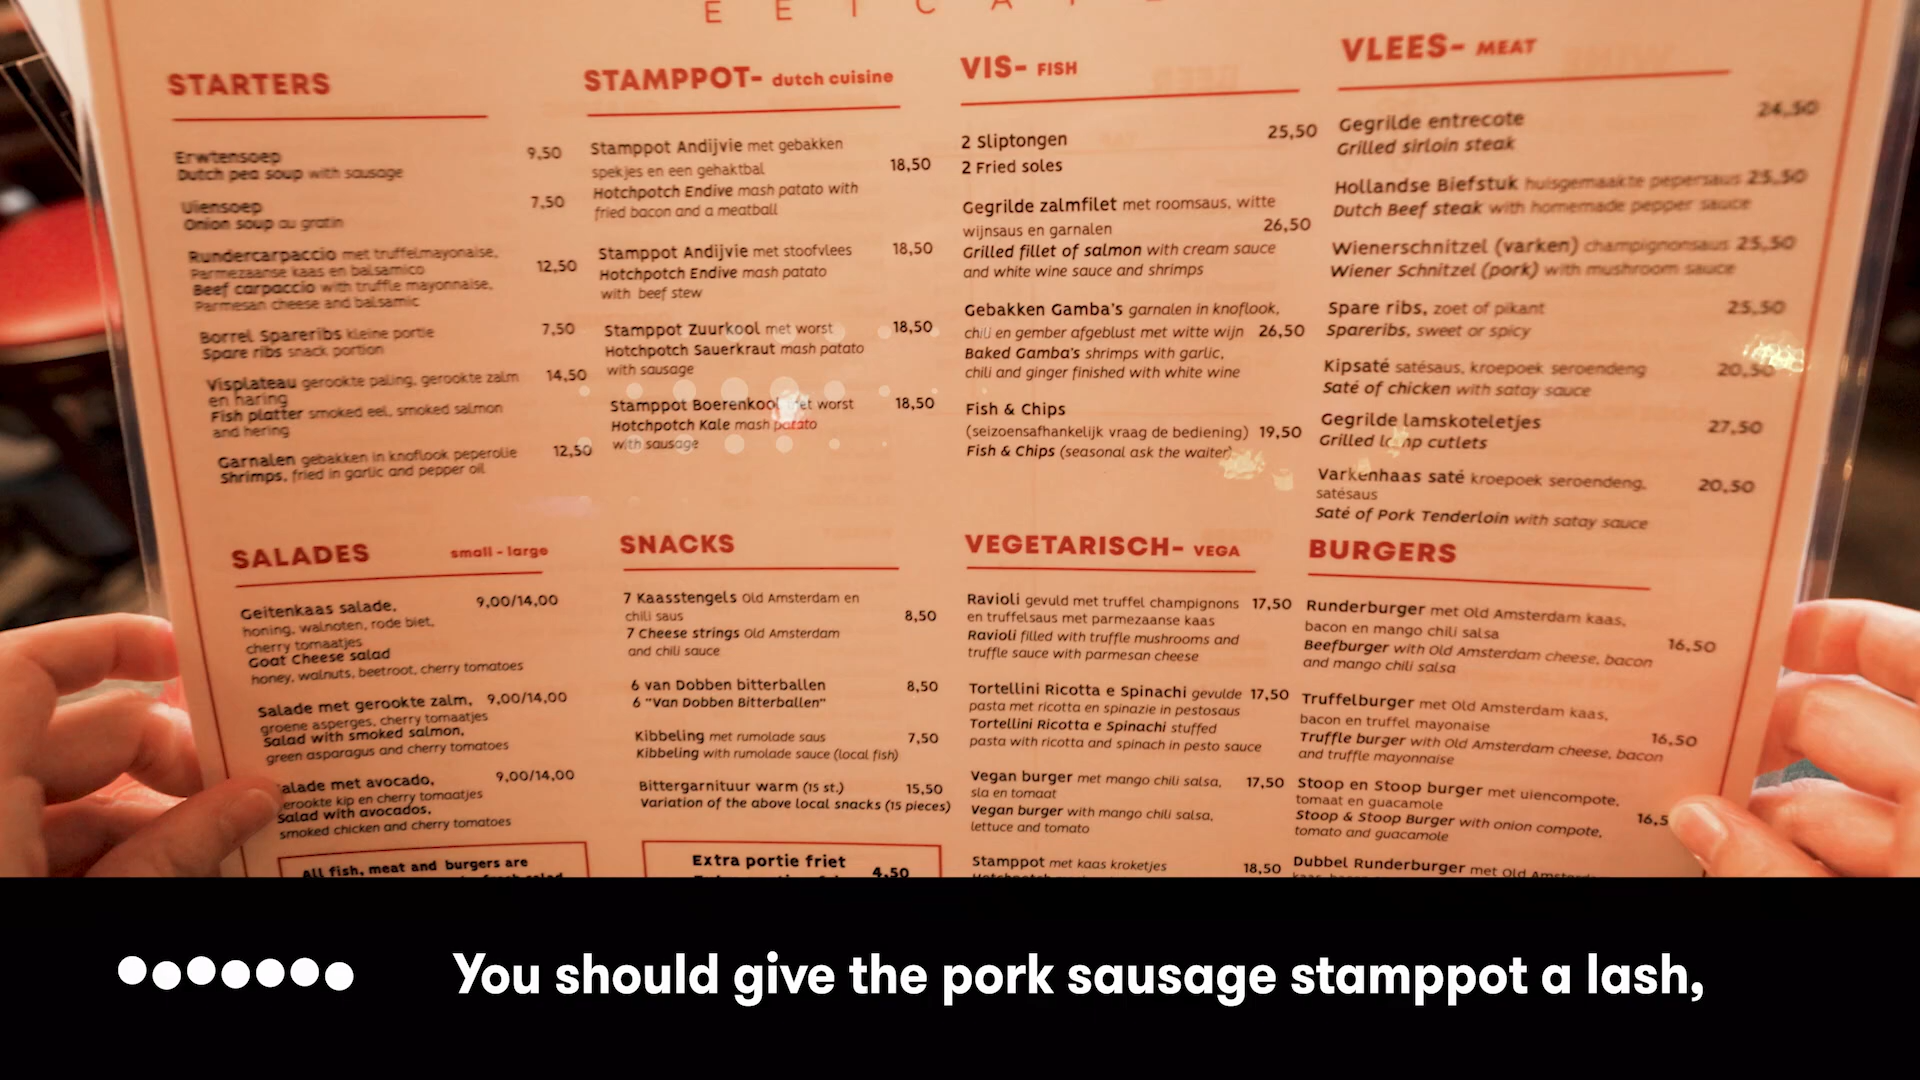 STARTERS
Erwtensoep 9,50
Dutch pea soup with sausage
Uiensoep 7,50
Onion soup au gratin
Rundercarpaccio met truffelmayonaise,
Parmezaanse kaas en balsamico 12,50
Beef carpaccio with truffle mayonnaise,
Parmesan cheese and balsamic
Borrel Spareribs kleine portie 7,50
Spare ribs snack portion
Visplateau gerookte paling, gerookte zalm 14,50
en haring
Fish platter smoked eel, smoked salmon
and hering
Garnalen gebakken in knoflook peperolie 12,50
Shrimps, fried in garlic and pepper oil
STAMPPOT- dutch cuisine
Stamppot Andijvie met gebakken
spekjes en een gehaktbal 18,50
Hotchpotch Endive mash patato with
fried bacon and a meatball
Stamppot Andijvie met stoofvlees 18,50
Hotchpotch Endive mash patato
with beef stew
Stamppot Zuurkool met worst 18,50
Hotchpotch Sauerkraut mash patato
with sausage
Stamppot Boerenkool met worst 18,50
Hotchpotch Kale mash patato
with sausage
VIS- FISH
2 Sliptongen 25,50
2 Fried soles
Gegrilde zalmfilet met roomsaus, witte
wijnsaus en garnalen 26,50
Grilled fillet of salmon with cream sauce
and white wine sauce and shrimps
Gebakken Gamba's garnalen in knoflook,
chili en gember afgeblust met witte wijn 26,50
Baked Gamba's shrimps with garlic,
chili and ginger finished with white wine
Fish & Chips
(seizoensafhankelijk vraag de bediening) 19,50
Fish & Chips (seasonal ask the waiter)
VLEES- MEAT
Gegrilde entrecote 24,50
Grilled sirloin steak
Hollandse Biefstuk huisgemaakte pepersaus 25,50
Dutch Beef steak with homemade pepper sauce
Wienerschnitzel (varken) champignonsaus 25,50
Wiener Schnitzel (pork) with mushroom sauce
Spare ribs, zoet of pikant 25,50
Spareribs, sweet or spicy
Kipsaté satésaus, kroepoek seroendeng 20,50
Saté of chicken with satay sauce
Gegrilde lamskoteletjes 27,50
Grilled lamp cutlets
Varkenhaas saté kroepoek seroendeng, 20,50
satésaus
Saté of Pork Tenderloin with satay sauce
SALADES small - large
Geitenkaas salade, 9,00/14,00
honing, walnoten, rode biet,
cherry tomaatjes
Goat Cheese salad
honey, walnuts, beetroot, cherry tomatoes
Salade met gerookte zalm, 9,00/14,00
groene asperges, cherry tomaatjes
Salad with smoked salmon,
green asparagus and cherry tomatoes
alade met avocado, 9,00/14,00
erookte kip en cherry tomaatjes
Salad with avocados,
smoked chicken and cherry tomatoes
All fish, meat and burgers are
SNACKS
7 Kaasstengels Old Amsterdam en
chili saus 8,50
7 Cheese strings Old Amsterdam
and chili sauce
6 van Dobben bitterballen 8,50
6 "Van Dobben Bitterballen"
Kibbeling met rumolade saus 7,50
Kibbeling with rumolade sauce (local fish)
Bittergarnituur warm (15 st.) 15,50
Variation of the above local snacks (15 pieces)
Extra portie friet 4,50
VEGETARISCH- VEGA
Ravioli gevuld met truffel champignons 17,50
en truffelsaus met parmezaanse kaas
Ravioli filled with truffle mushrooms and
truffle sauce with parmesan cheese
Tortellini Ricotta e Spinachi gevulde 17,50
pasta met ricotta en spinazie in pestosaus
Tortellini Ricotta e Spinachi stuffed
pasta with ricotta and spinach in pesto sauce
Vegan burger met mango chili salsa, 17,50
sla en tomaat
Vegan burger with mango chili salsa,
lettuce and tomato
Stamppot met kaas kroketjes 18,50
BURGERS
Runderburger met Old Amsterdam kaas,
bacon en mango chili salsa 16,50
Beefburger with Old Amsterdam cheese, bacon
and mango chili salsa
Truffelburger met Old Amsterdam kaas,
bacon en truffel mayonaise 16,50
Truffle burger with Old Amsterdam cheese, bacon
and truffle mayonnaise
Stoop en Stoop burger met uiencompote,
tomaat en guacamole 16,5
Stoop & Stoop Burger with onion compote,
tomato and guacamole
Dubbel Runderburger met Old
You should give the pork sausage stamppot a lash,